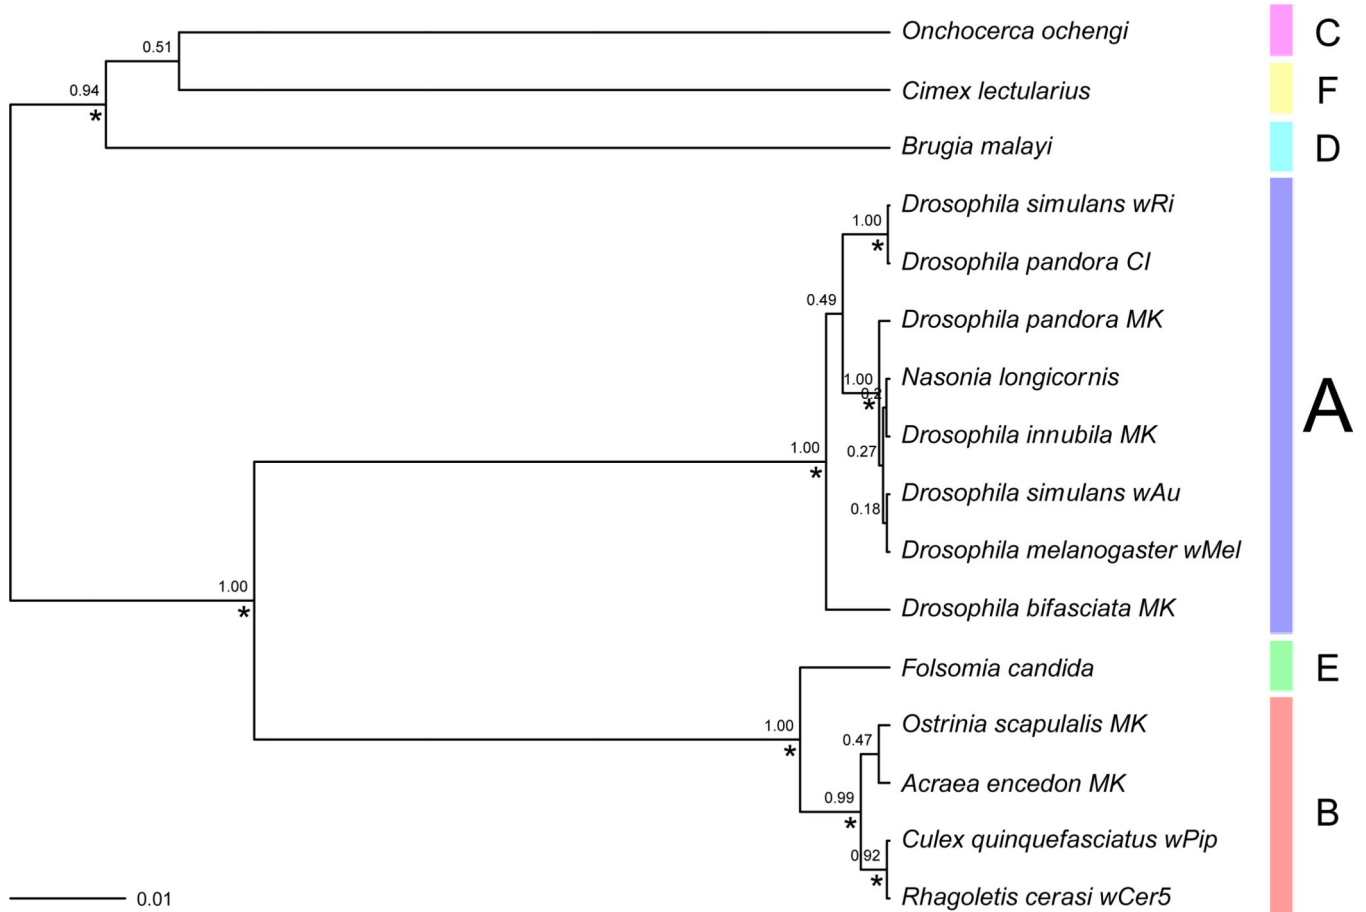 Onchocerca ochengi
C
0.51
Cimex lectularius
F
0.94
*
Brugia malayi
D
Drosophila simulans wRi
1.00
*
Drosophila pandora CI
0.49
Drosophila pandora MK
Nasonia longicornis
1.00
0.2
*
A
Drosophila innubila MK
0.27
1.00
*
Drosophila simulans wAu
0.18
Drosophila melanogaster wMel
1.00
*
Drosophila bifasciata MK
Folsomia candida
E
1.00
*
Ostrinia scapulalis MK
0.47
Acraea encedon MK
0.99
*
B
Culex quinquefasciatus wPip
0.92
*
Rhagoletis cerasi wCer5
0.01